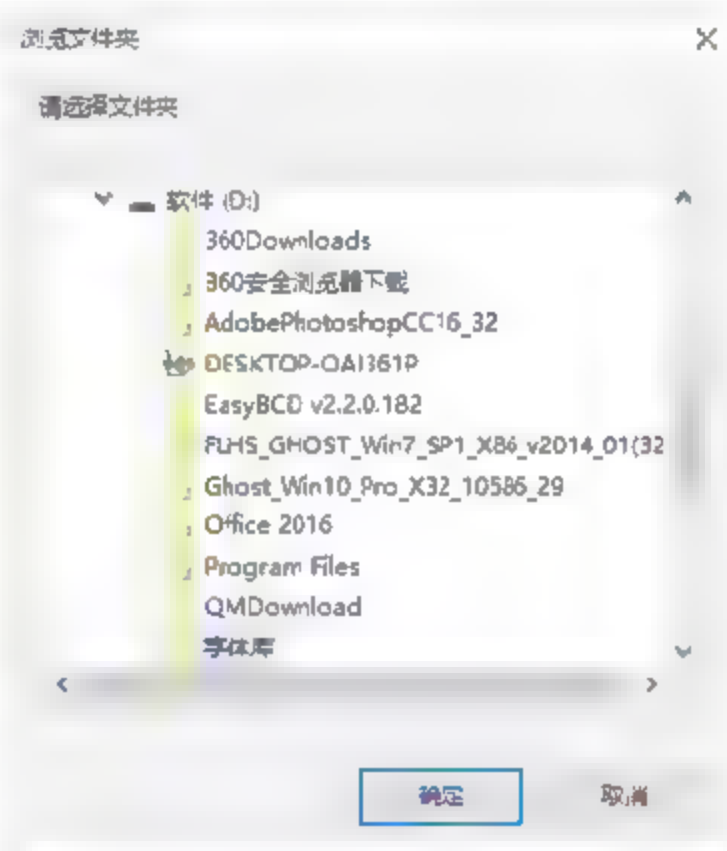 浏览文件夹
请选择文件夹
软件 (D:)
360Downloads
360安全浏览器下载
AdobePhotoshopCC16_32
DESKTOP-OAI361P
EasyBCD v2.2.0.182
FLHS_GHOST_Win7_SP1_X86_v2014_01(32
Ghost_Win10_Pro_X32_10586_29
Office 2016
Program Files
QMDownload
字体库
确定 取消